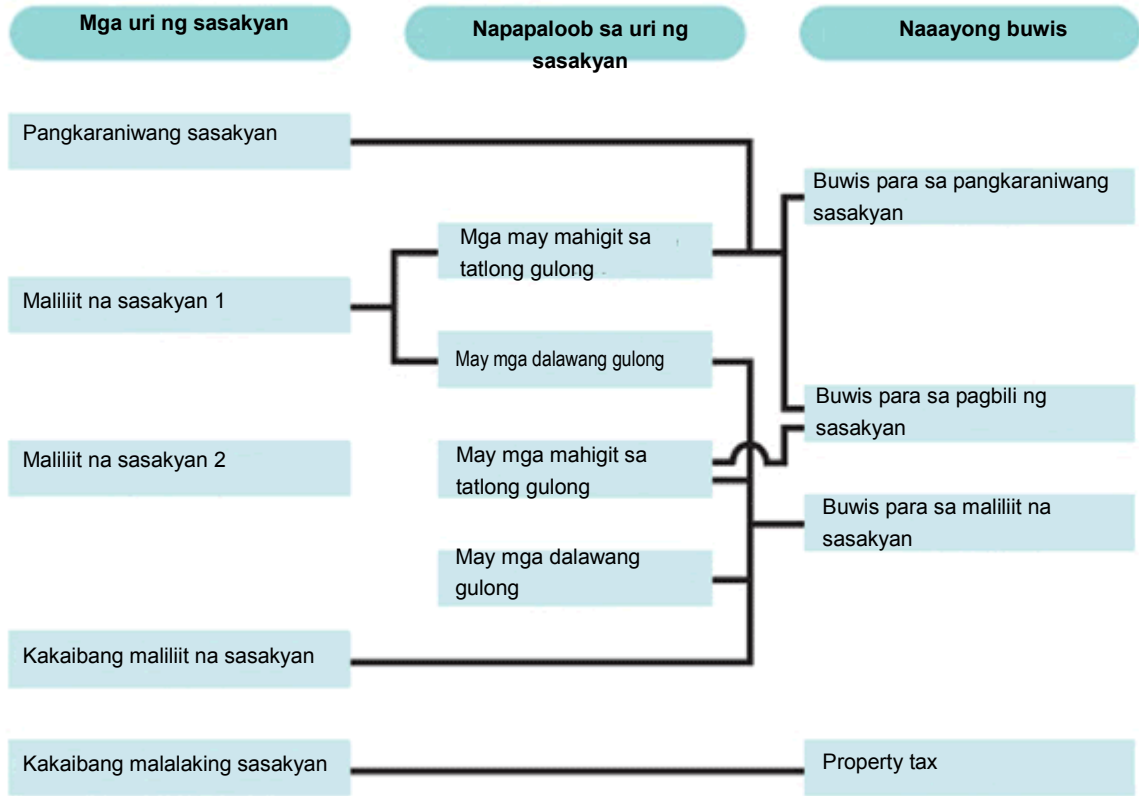 Mga uri ng sasakyan
Napapaloob sa uri ng
sasakyan
Naaayong buwis
Pangkaraniwang sasakyan
Buwis para sa pangkaraniwang
sasakyan
Mga may mahigit sa
tatlong gulong
Maliliit na sasakyan 1
May mga dalawang gulong
Buwis para sa pagbili ng
sasakyan
Maliliit na sasakyan 2
May mga mahigit sa
tatlong gulong
Buwis para sa maliliit na
sasakyan
May mga dalawang
gulong
Kakaibang maliliit na sasakyan
Kakaibang malalaking sasakyan
Property tax